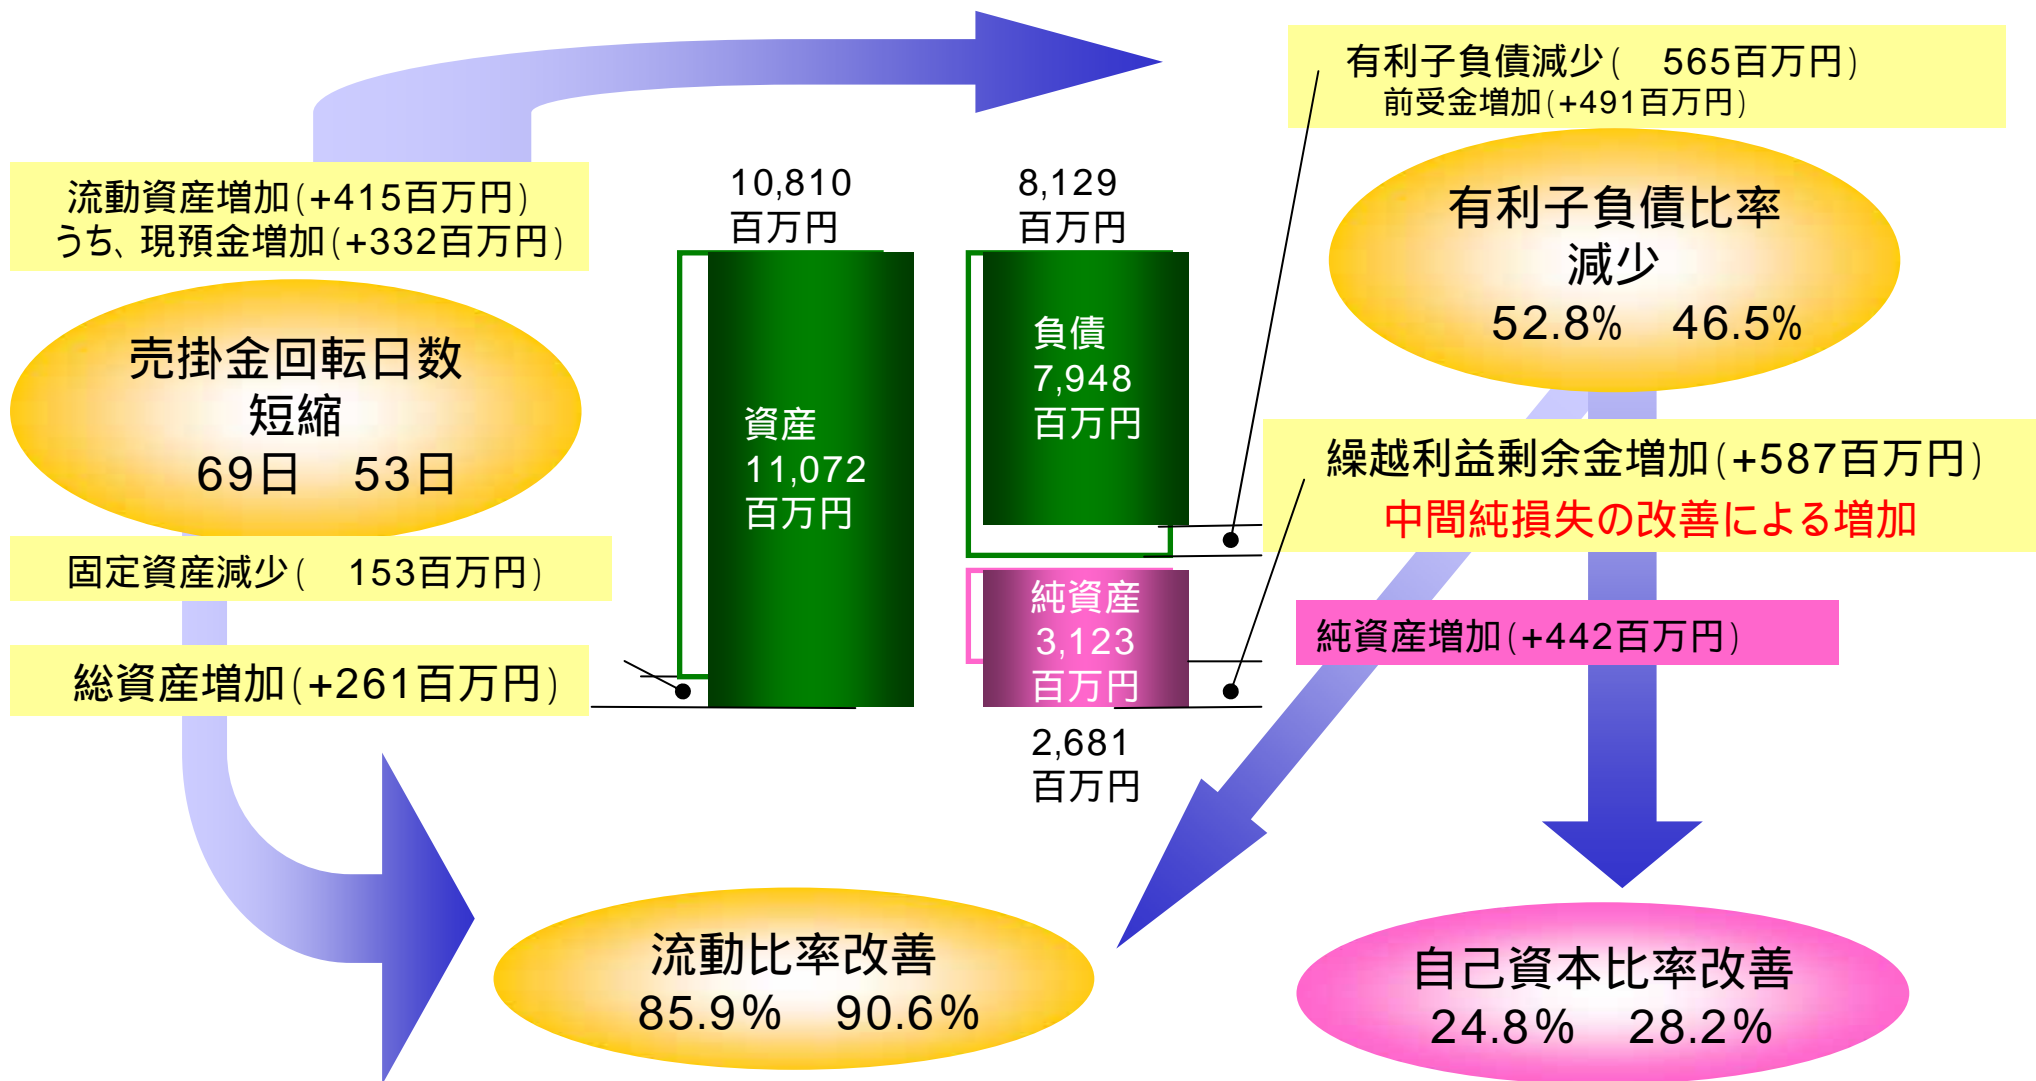 有利子負債減少(　565百万円)
前受金増加(+491百万円)
流動資産増加(+415百万円)
うち、現預金増加(+332百万円)
10,810
百万円
8,129
百万円
有利子負債比率
減少
52.8%　46.5%
売掛金回転日数
短縮
69日　53日
負債
7,948
百万円
資産
11,072
百万円
繰越利益剰余金増加(+587百万円)
中間純損失の改善による増加
固定資産減少(　153百万円)
純資産
3,123
百万円
純資産増加(+442百万円)
総資産増加(+261百万円)
2,681
百万円
流動比率改善
85.9%　90.6%
自己資本比率改善
24.8%　28.2%